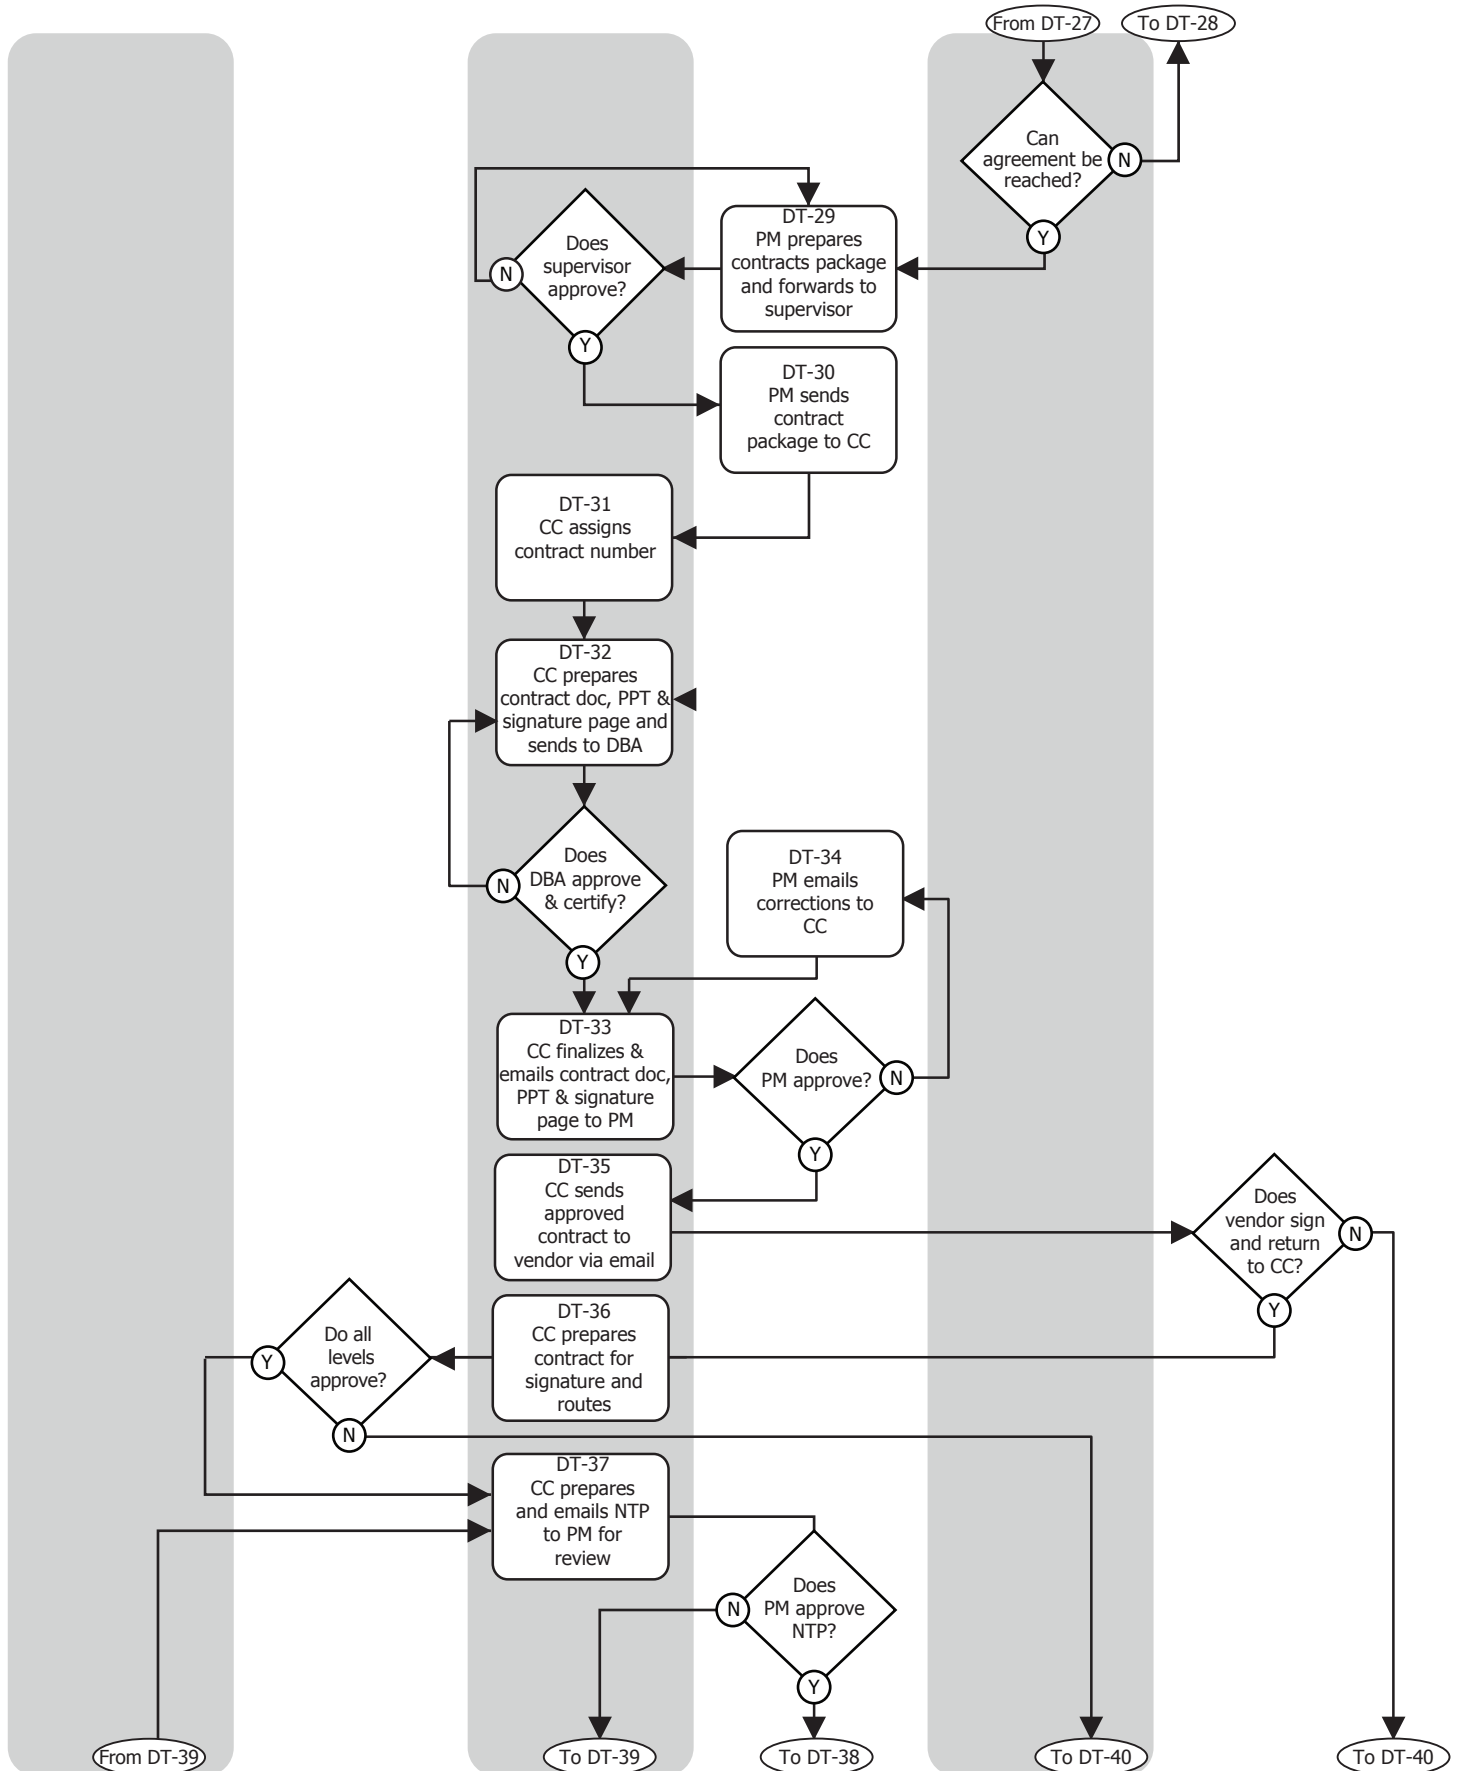 From DT-27
To DT-28
Can
agreement be
reached?
N
Y
DT-29
PM prepares
contracts package
and forwards to
supervisor
Does
supervisor
approve?
N
Y
DT-30
PM sends
contract
package to CC
DT-31
CC assigns
contract number
DT-32
CC prepares
contract doc, PPT &
signature page and
sends to DBA
Does
DBA approve
& certify?
N
Y
DT-34
PM emails
corrections to
CC
DT-33
CC finalizes &
emails contract doc,
PPT & signature
page to PM
Does
PM approve?
N
Y
DT-35
CC sends
approved
contract to
vendor via email
Does
vendor sign
and return
to CC?
N
Y
DT-36
CC prepares
contract for
signature and
routes
Do all
levels
approve?
Y
N
DT-37
CC prepares
and emails NTP
to PM for
review
Does
PM approve
NTP?
N
Y
From DT-39
To DT-39
To DT-38
To DT-40
To DT-40